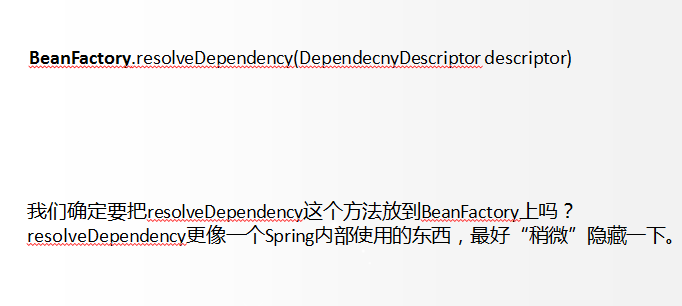 BeanFactory.resolveDependency(DependecnyDescriptor descriptor)
我们确定要把resolveDependency这个方法放到BeanFactory上吗？
resolveDependency更像一个Spring内部使用的东西，最好“稍微”隐藏一下。